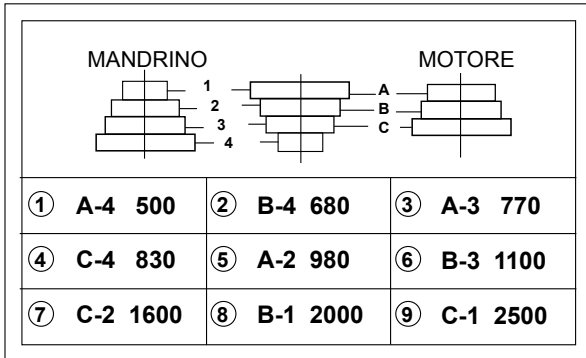 MANDRINO MOTORE
1 A
2 B
3 C
4
① A-4 500 ② B-4 680 ③ A-3 770
④ C-4 830 ⑤ A-2 980 ⑥ B-3 1100
⑦ C-2 1600 ⑧ B-1 2000 ⑨ C-1 2500